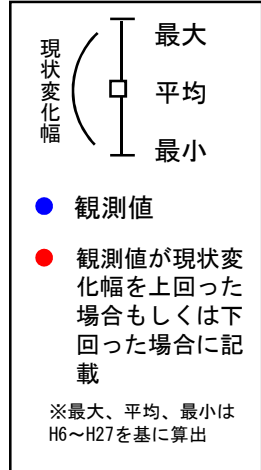 現状変化幅
最大
平均
最小
観測値
観測値が現状変
化幅を上回った
場合もしくは下
回った場合に記
載
※最大、平均、最小は
H6～H27を基に算出